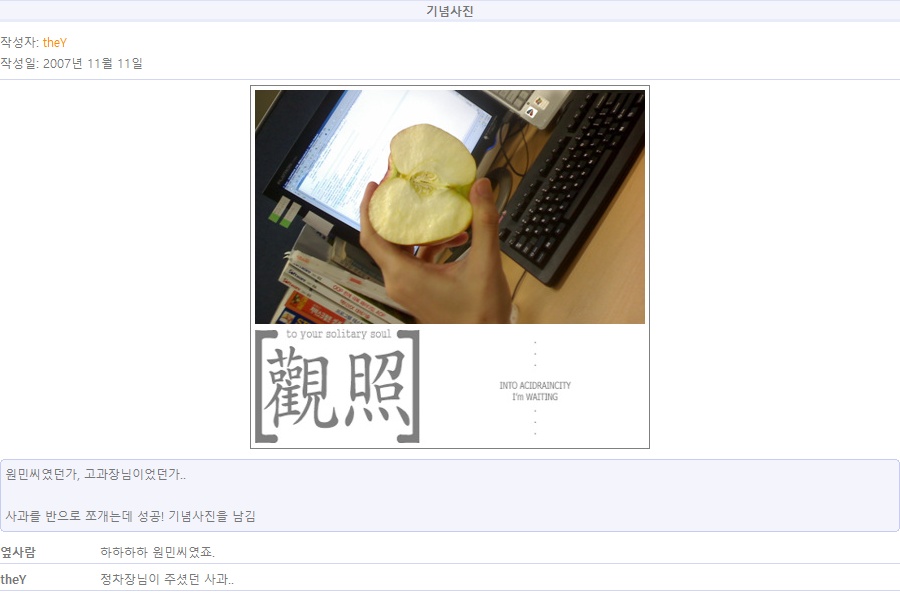 기념사진
작성자: theY
작성일: 2007년 11월 11일
to your solitary soul
[觀照]
INTO ACIDRAINCITY
I'm WAITING
원민씨였던가, 고과장님이었던가..
사과를 반으로 쪼개는데 성공! 기념사진을 남김
옆사람 하하하하 원민씨였죠.
theY 정차장님이 주셨던 사과..